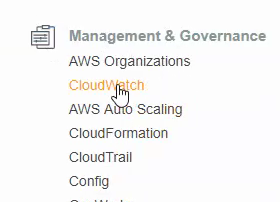 Management & Governance
AWS Organizations
CloudWatch
AWS Auto Scaling
CloudFormation
CloudTrail
Config